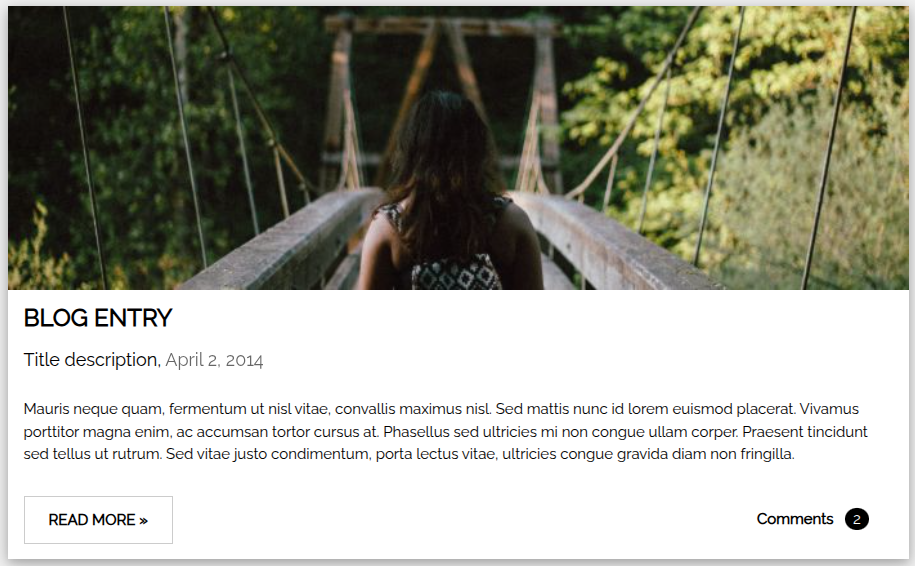 BLOG ENTRY
Title description, April 2, 2014
Mauris neque quam, fermentum ut nisl vitae, convallis maximus nisl. Sed mattis nunc id lorem euismod placerat. Vivamus
porttitor magna enim, ac accumsan tortor cursus at. Phasellus sed ultricies mi non congue ullam corper. Praesent tincidunt
sed tellus ut rutrum. Sed vitae justo condimentum, porta lectus vitae, ultricies congue gravida diam non fringilla.
READ MORE »
Comments 2